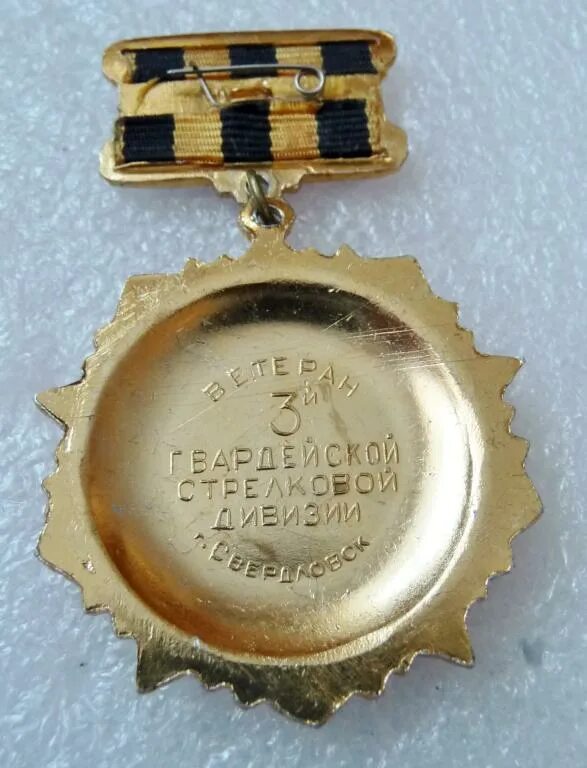 ВЕТЕРАН
3й
ГВАРДЕЙСКОЙ
СТРЕЛКОВОЙ
ДИВИЗИИ
г. СВЕРДЛОВСК